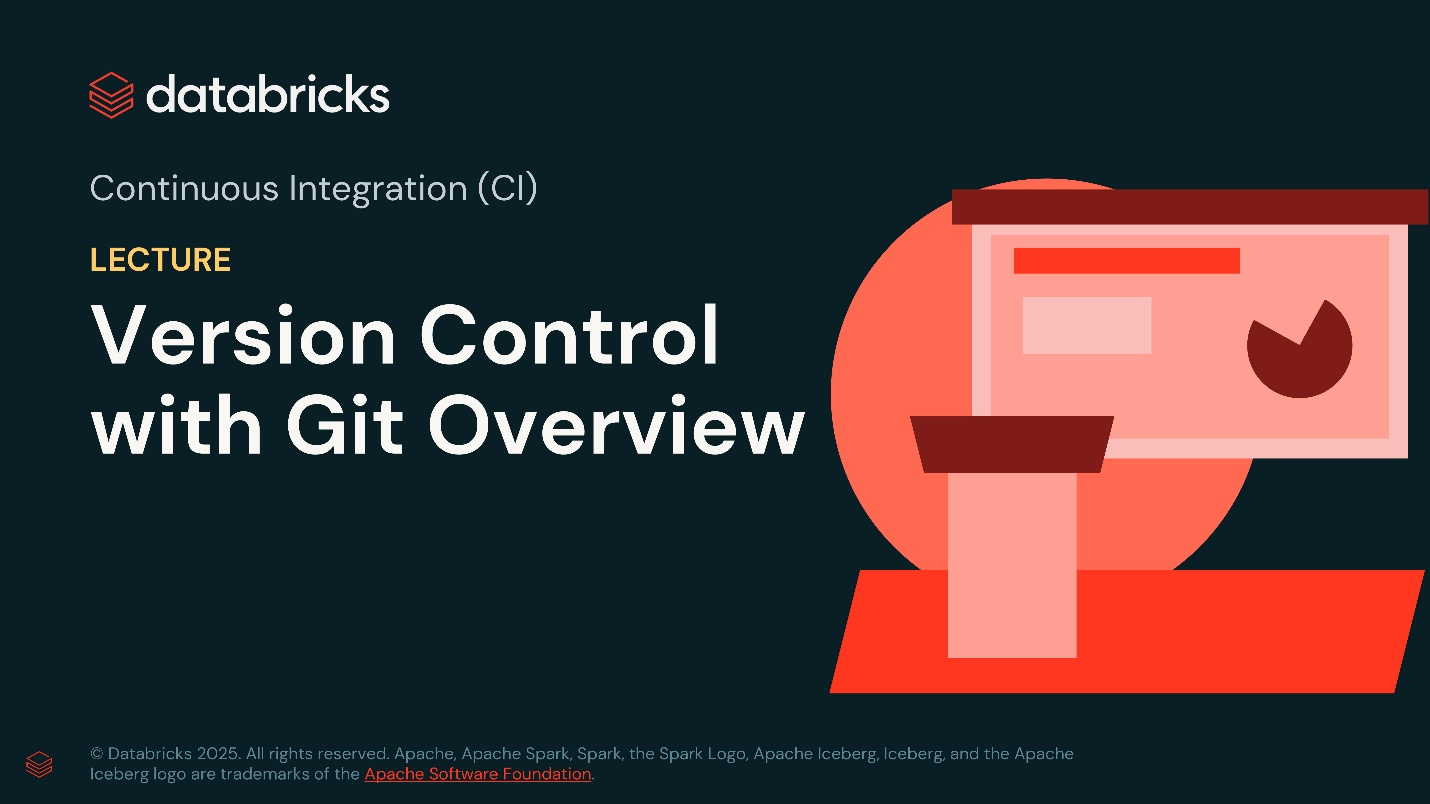 databricks
Continuous Integration (CI)
LECTURE
Version Control
with Git Overview
© Databricks 2025. All rights reserved. Apache, Apache Spark, Spark, the Spark Logo, Apache Iceberg, Iceberg, and the Apache
Iceberg logo are trademarks of the Apache Software Foundation.